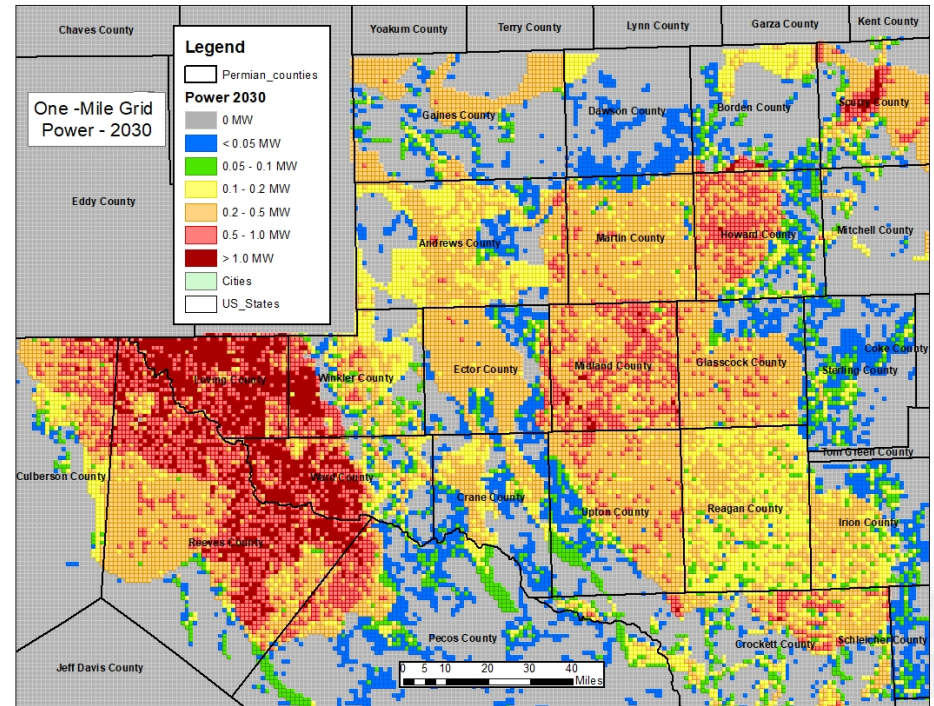 Chaves County
Yoakum County
Terry County
Lynn County
Garza County
Kent County
Legend
Permian_counties
Power 2030
0 MW
< 0.05 MW
0.05 - 0.1 MW
0.1 - 0.2 MW
0.2 - 0.5 MW
0.5 - 1.0 MW
> 1.0 MW
Cities
US_States
One -Mile Grid
Power - 2030
Gaines County
Dawson County
Borden County
Scurry County
Eddy County
Andrews County
Martin County
Howard County
Mitchell County
Loving County
Winkler County
Ector County
Midland County
Glasscock County
Coke County
Sterling County
Tom Green County
Culberson County
Ward County
Crane County
Upton County
Reagan County
Irion County
Reeves County
Pecos County
Crockett County
Schleicher County
Jeff Davis County
0 5 10 20 30 40
Miles